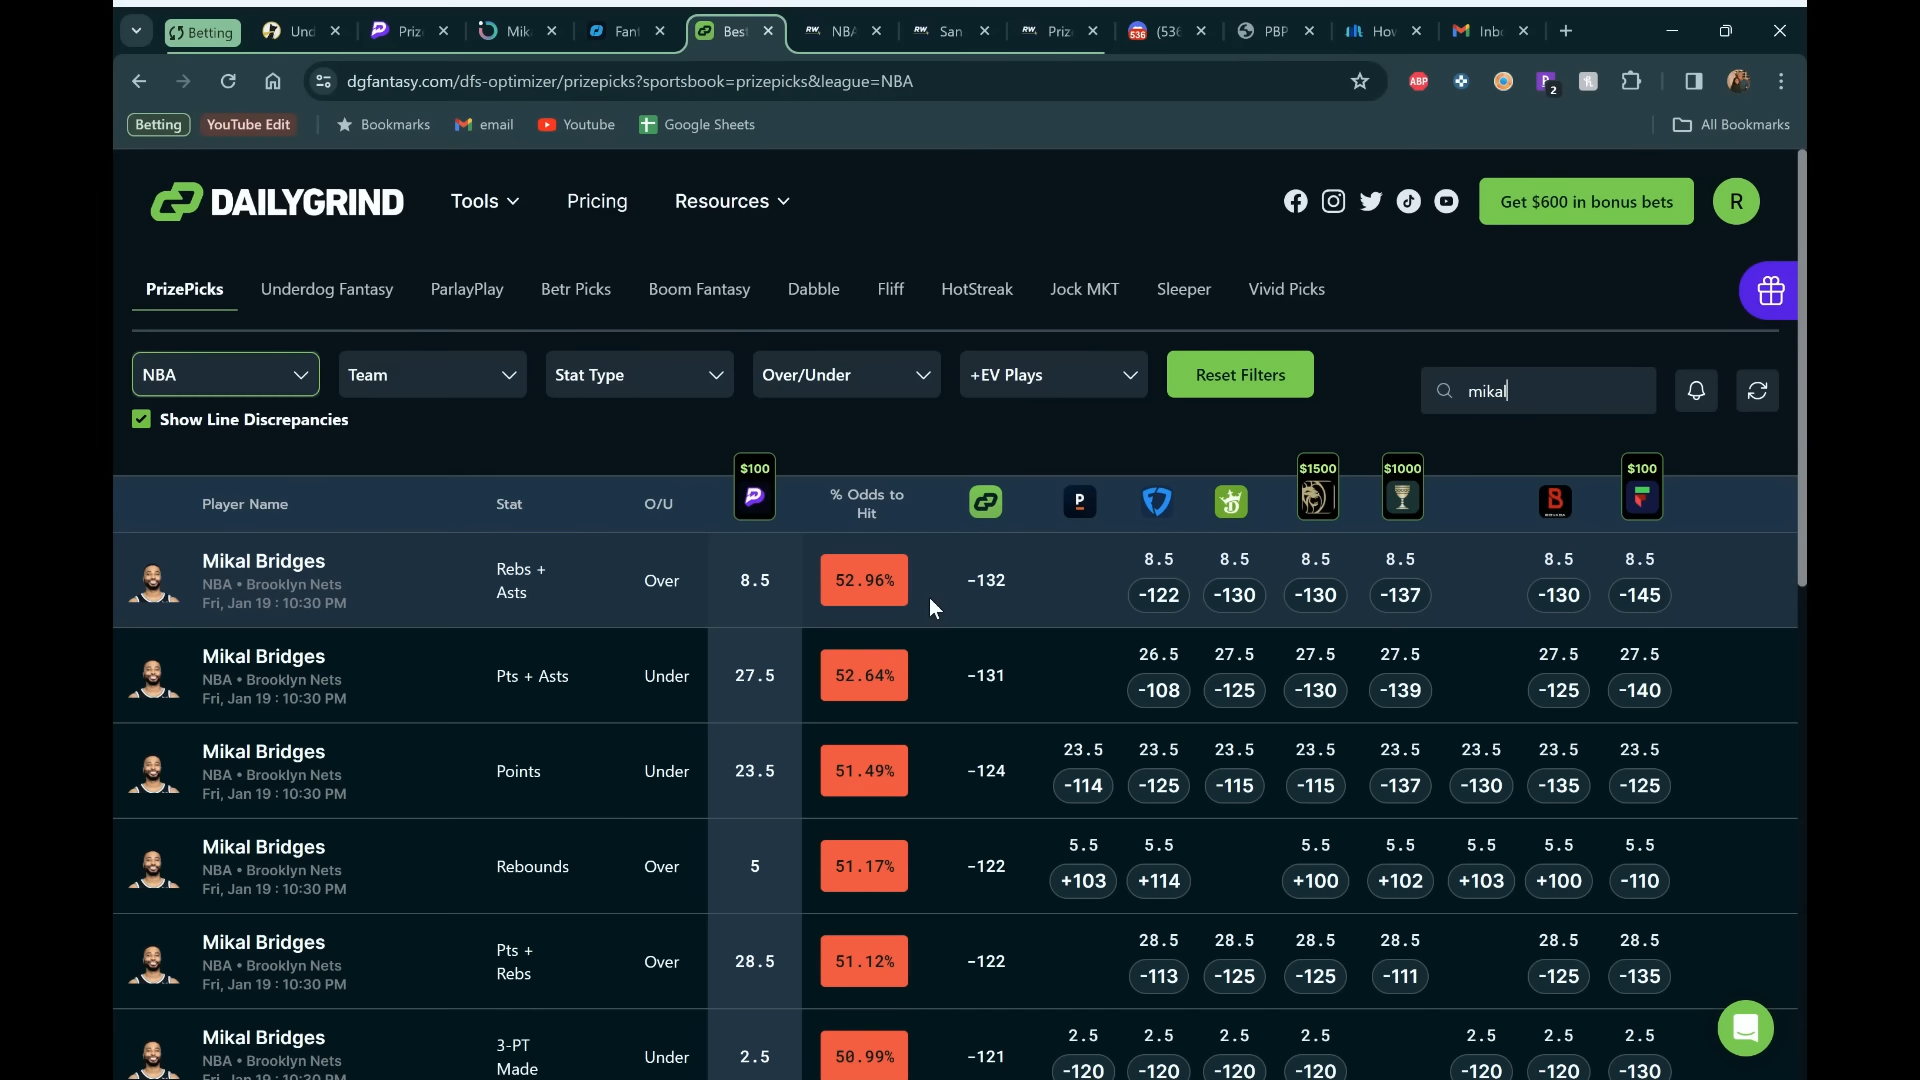 Betting
Und
Prize
Mik
Fant
Best
NBA
San
Prize
(536
PBP
How
Inbo
dgfantasy.com/dfs-optimizer/prizepicks?sportsbook=prizepicks&league=NBA
ABP
2
Betting
YouTube Edit
Bookmarks
email
Youtube
Google Sheets
All Bookmarks
DAILYGRIND
Tools
Pricing
Resources
Get $600 in bonus bets
R
PrizePicks
Underdog Fantasy
ParlayPlay
Betr Picks
Boom Fantasy
Dabble
Fliff
HotStreak
Jock MKT
Sleeper
Vivid Picks
NBA
Team
Stat Type
Over/Under
+EV Plays
Reset Filters
mikal
Show Line Discrepancies
$100
$1500
$1000
$100
Player Name
Stat
O/U
% Odds to
Hit
Mikal Bridges
NBA • Brooklyn Nets
Fri, Jan 19 : 10:30 PM
Rebs +
Asts
Over
8.5
52.96%
-132
8.5 8.5 8.5 8.5 8.5 8.5
-122 -130 -130 -137 -130 -145
Mikal Bridges
NBA • Brooklyn Nets
Fri, Jan 19 : 10:30 PM
Pts + Asts
Under
27.5
52.64%
-131
26.5 27.5 27.5 27.5 27.5 27.5
-108 -125 -130 -139 -125 -140
Mikal Bridges
NBA • Brooklyn Nets
Fri, Jan 19 : 10:30 PM
Points
Under
23.5
51.49%
-124
23.5 23.5 23.5 23.5 23.5 23.5 23.5 23.5
-114 -125 -115 -115 -137 -130 -135 -125
Mikal Bridges
NBA • Brooklyn Nets
Fri, Jan 19 : 10:30 PM
Rebounds
Over
5
51.17%
-122
5.5 5.5 5.5 5.5 5.5 5.5 5.5
+103 +114 +100 +102 +103 +100 -110
Mikal Bridges
NBA • Brooklyn Nets
Fri, Jan 19 : 10:30 PM
Pts +
Rebs
Over
28.5
51.12%
-122
28.5 28.5 28.5 28.5 28.5 28.5
-113 -125 -125 -111 -125 -135
Mikal Bridges
NBA • Brooklyn Nets
Fri, Jan 19 : 10:30 PM
3-PT
Made
Under
2.5
50.99%
-121
2.5 2.5 2.5 2.5 2.5 2.5 2.5
-120 -120 -120 -120 -120 -120 -130